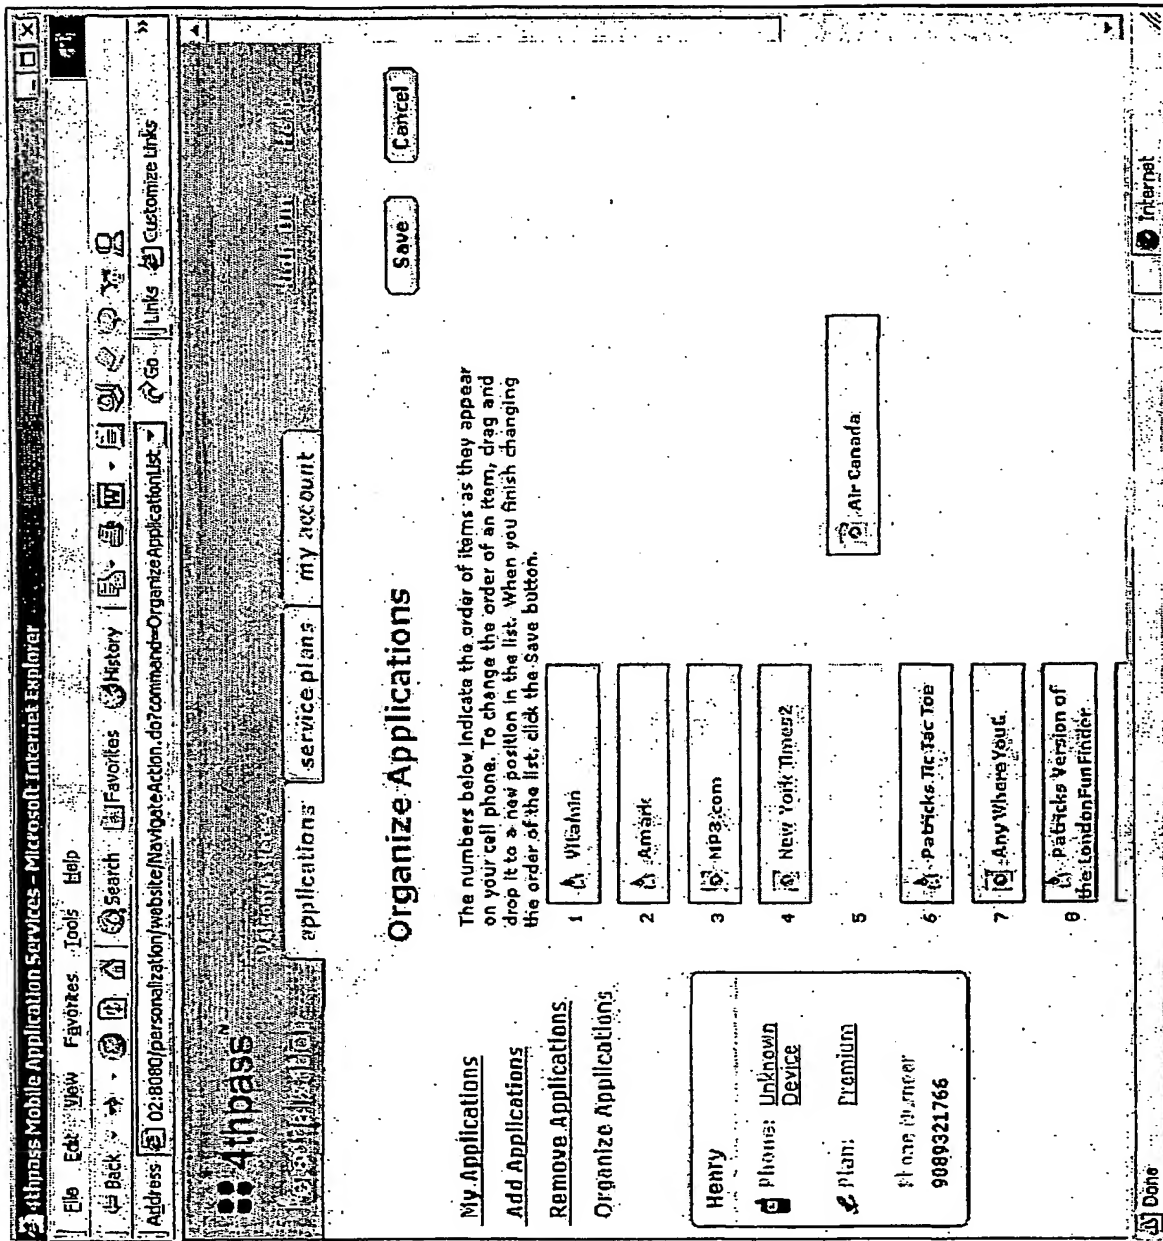 4thpass Mobile Application Services - Microsoft Internet Explorer
File Edit View Favorites Tools Help
Back Search Favorites History
Address 02:8080/personalization/website/NavigateAction.do?command=OrganizeApplicationList Go Links Customize Links
4thpass
applications service plans my account
Organize Applications
Save Cancel
My Applications
Add Applications
Remove Applications
Organize Applications
The numbers below indicate the order of items as they appear
on your cell phone. To change the order of an item, drag and
drop it to a new position in the list. When you finish changing
the order of the list, click the Save button.
1 Vitamin
2 Amark
3 MP3.com
4 New York Times2
5
Air Canada
6 Patricks Tic Tac Toe
7 AnyWhereYouG
8 Patricks Version of
the LondonFunFinder
Henry
Phone: Unknown
Device
Plan: Premium
Phone Number
9089321766
Done Internet